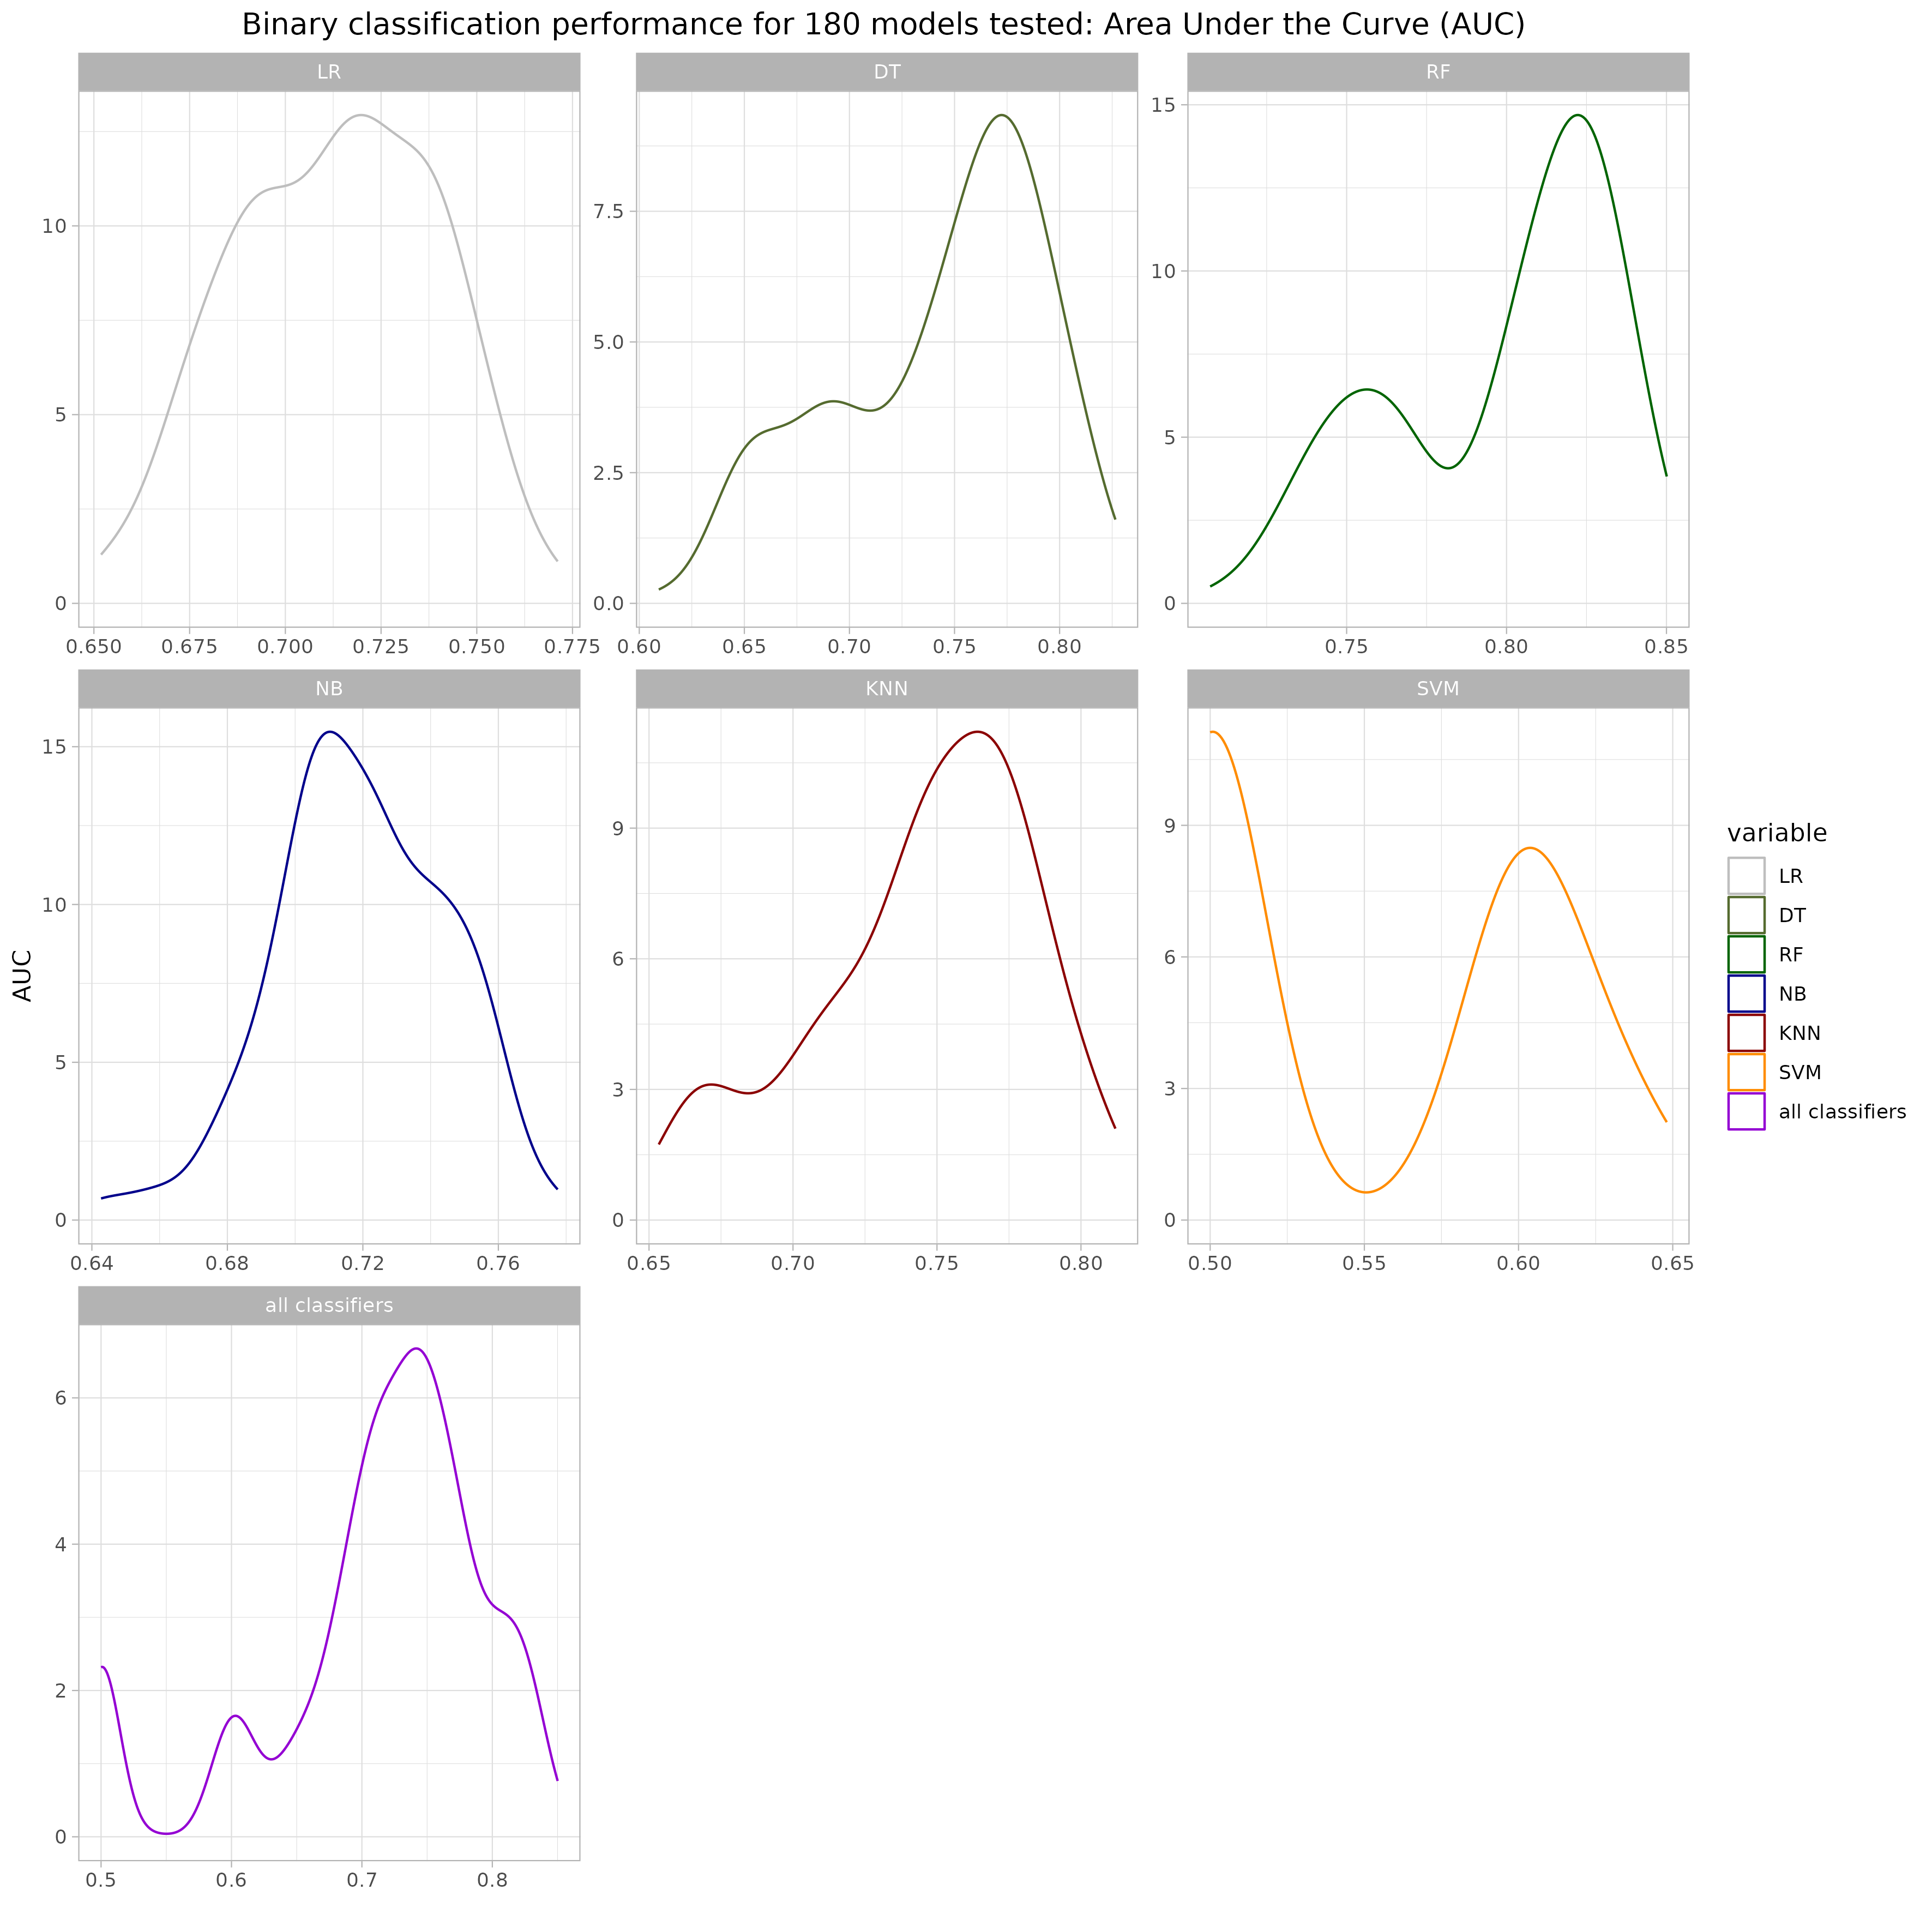 Binary classification performance for 180 models tested: Area Under the Curve (AUC)
LR
DT
RF
10
5
0
0.650 0.675 0.700 0.725 0.750 0.775
7.5
5.0
2.5
0.0
0.60 0.65 0.70 0.75 0.80
15
10
5
0
0.75 0.80 0.85
NB
KNN
SVM
AUC
15
10
5
0
0.64 0.68 0.72 0.76
9
6
3
0
0.65 0.70 0.75 0.80
9
6
3
0
0.50 0.55 0.60 0.65
variable
LR
DT
RF
NB
KNN
SVM
all classifiers
all classifiers
6
4
2
0
0.5 0.6 0.7 0.8